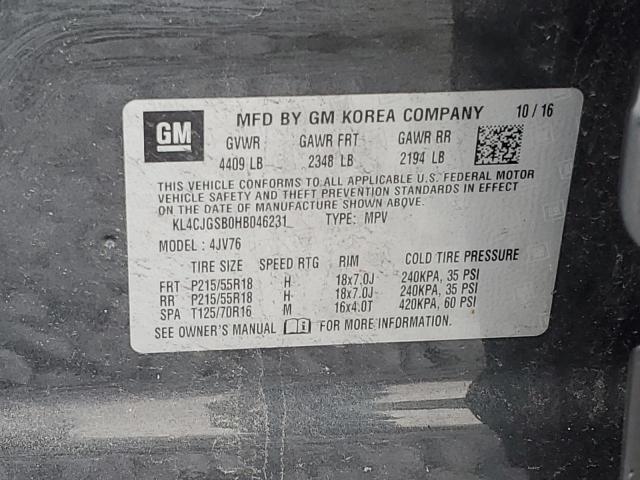 GM
MFD BY GM KOREA COMPANY 10/16
GVWR GAWR FRT GAWR RR
4409 LB 2348 LB 2194 LB
THIS VEHICLE CONFORMS TO ALL APPLICABLE U.S. FEDERAL MOTOR
VEHICLE SAFETY AND THEFT PREVENTION STANDARDS IN EFFECT
ON THE DATE OF MANUFACTURE SHOWN ABOVE.
KL4CJGSB0HB046231 TYPE: MPV
MODEL: 4JV76
TIRE SIZE SPEED RTG RIM COLD TIRE PRESSURE
FRT P215/55R18 H 18x7.0J 240KPA, 35 PSI
RR P215/55R18 H 18x7.0J 240KPA, 35 PSI
SPA T125/70R16 M 16x4.0T 420KPA, 60 PSI
SEE OWNER'S MANUAL FOR MORE INFORMATION.